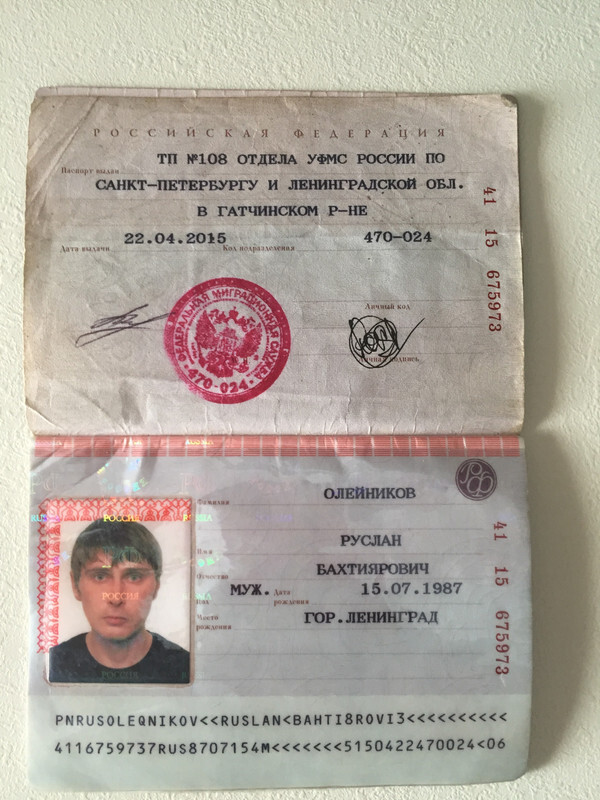 РОССИЙСКАЯ ФЕДЕРАЦИЯ
Паспорт выдан ТП №108 ОТДЕЛА УФМС РОССИИ ПО
САНКТ-ПЕТЕРБУРГУ И ЛЕНИНГРАДСКОЙ ОБЛ.
В ГАТЧИНСКОМ Р-НЕ
Дата выдачи 22.04.2015 Код подразделения 470-024
41 15 675973
Личный код
Личная подпись
ФЕДЕРАЛЬНАЯ МИГРАЦИОННАЯ СЛУЖБА
470-024
РФ
Фамилия ОЛЕЙНИКОВ
Имя РУСЛАН
Отчество БАХТИЯРОВИЧ
Пол МУЖ. Дата рождения 15.07.1987
Место рождения ГОР.ЛЕНИНГРАД
41 15 675973
РОССИЯ
РОССИЯ
РОССИЯ
PNRUSOLEQNIKOV<<RUSLAN<BAHTI8ROVI3<<<<<<<<<<
4116759737RUS8707154M<<<<<<<5150422470024<06